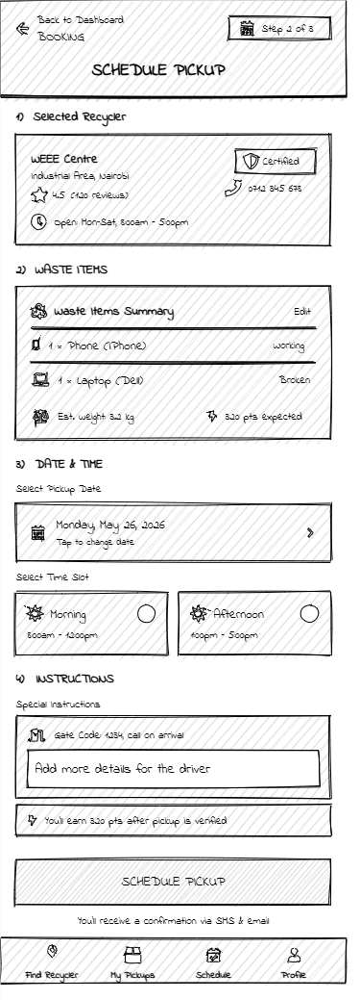 Back to Dashboard
BOOKING
Step 2 of 3
SCHEDULE PICKUP
1) Selected Recycler
WEEE Centre
Certified
Industrial Area, Nairobi
4.5 (120 reviews)
0712 345 678
Open: Mon-Sat, 8:00am - 5:00pm
2) WASTE ITEMS
Waste Items Summary
Edit
1 × Phone (iPhone)
Working
1 × Laptop (Dell)
Broken
Est. weight 3.2 kg
320 pts expected
3) DATE & TIME
Select Pickup Date
Monday, May 26, 2026
Tap to change date
Select Time Slot
Morning
Afternoon
8:00am - 12:00pm
1:00pm - 5:00pm
4) INSTRUCTIONS
Special Instructions
Gate Code: 1234, call on arrival
Add more details for the driver
You'll earn 320 pts after pickup is verified
SCHEDULE PICKUP
You'll receive a confirmation via SMS & email
Find Recycler
My Pickups
Schedule
Profile